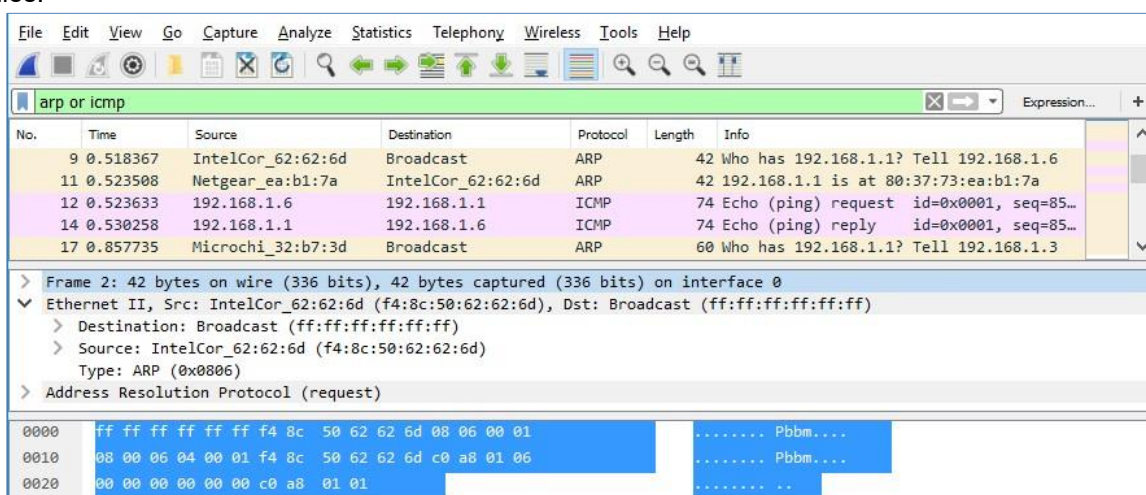 File Edit View Go Capture Analyze Statistics Telephony Wireless Tools Help
arp or icmp Expression... +
No. Time Source Destination Protocol Length Info
9 0.518367 IntelCor_62:62:6d Broadcast ARP 42 Who has 192.168.1.1? Tell 192.168.1.6
11 0.523508 Netgear_ea:b1:7a IntelCor_62:62:6d ARP 42 192.168.1.1 is at 80:37:73:ea:b1:7a
12 0.523633 192.168.1.6 192.168.1.1 ICMP 74 Echo (ping) request id=0x0001, seq=85…
14 0.530258 192.168.1.1 192.168.1.6 ICMP 74 Echo (ping) reply id=0x0001, seq=85…
17 0.857735 Microchi_32:b7:3d Broadcast ARP 60 Who has 192.168.1.1? Tell 192.168.1.3
Frame 2: 42 bytes on wire (336 bits), 42 bytes captured (336 bits) on interface 0
Ethernet II, Src: IntelCor_62:62:6d (f4:8c:50:62:62:6d), Dst: Broadcast (ff:ff:ff:ff:ff:ff)
Destination: Broadcast (ff:ff:ff:ff:ff:ff)
Source: IntelCor_62:62:6d (f4:8c:50:62:62:6d)
Type: ARP (0x0806)
Address Resolution Protocol (request)
0000 ff ff ff ff ff ff f4 8c 50 62 62 6d 08 06 00 01 ........ Pbbm....
0010 08 00 06 04 00 01 f4 8c 50 62 62 6d c0 a8 01 06 ........ Pbbm....
0020 00 00 00 00 00 00 c0 a8 01 01 ........ ..